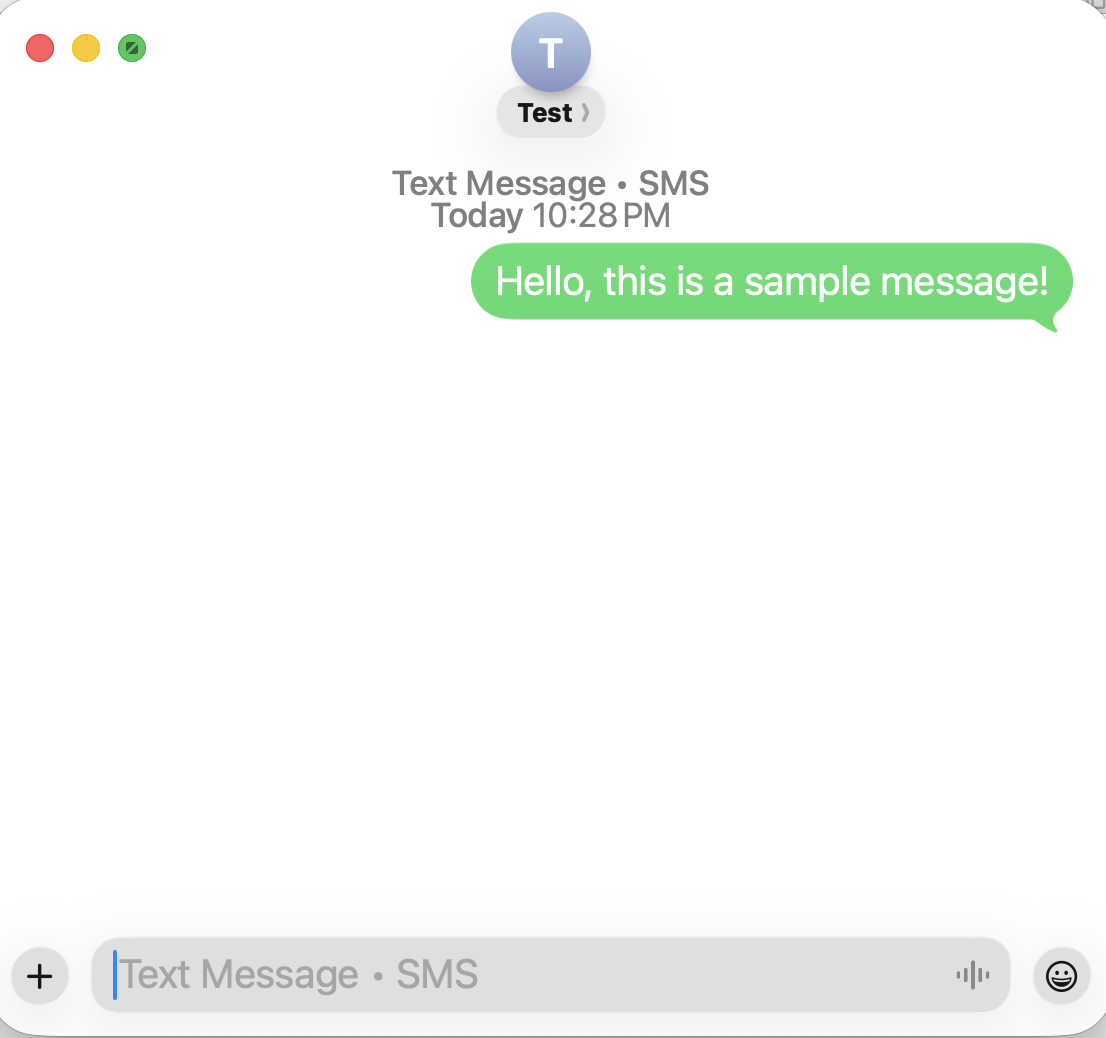 T
Test
Text Message • SMS
Today 10:28 PM
Hello, this is a sample message!
Text Message • SMS